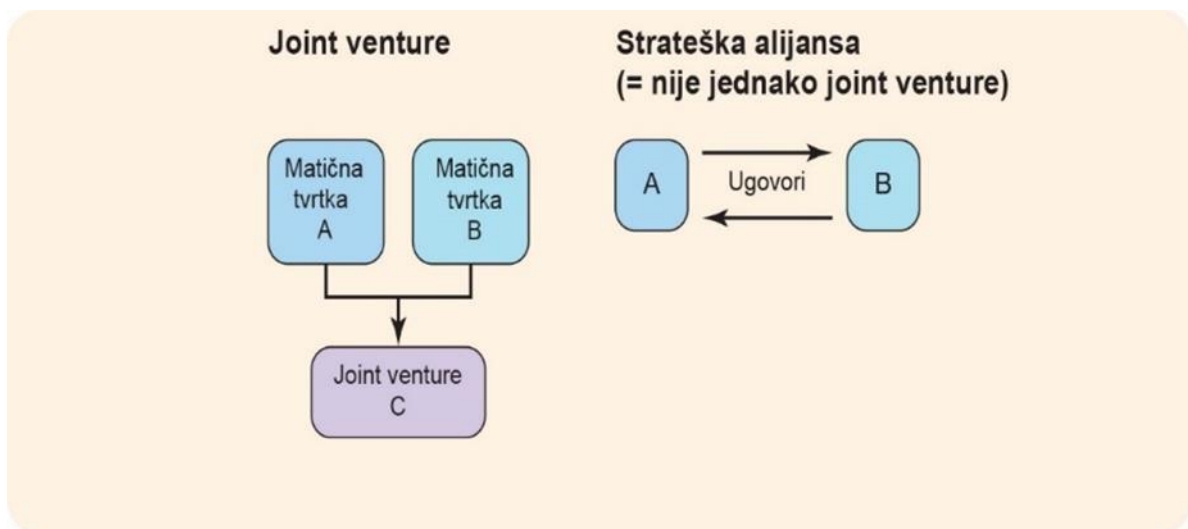 Joint venture
Strateška alijansa
(= nije jednako joint venture)
Matična
tvrtka
A
Matična
tvrtka
B
A
Ugovori
B
Joint venture
C